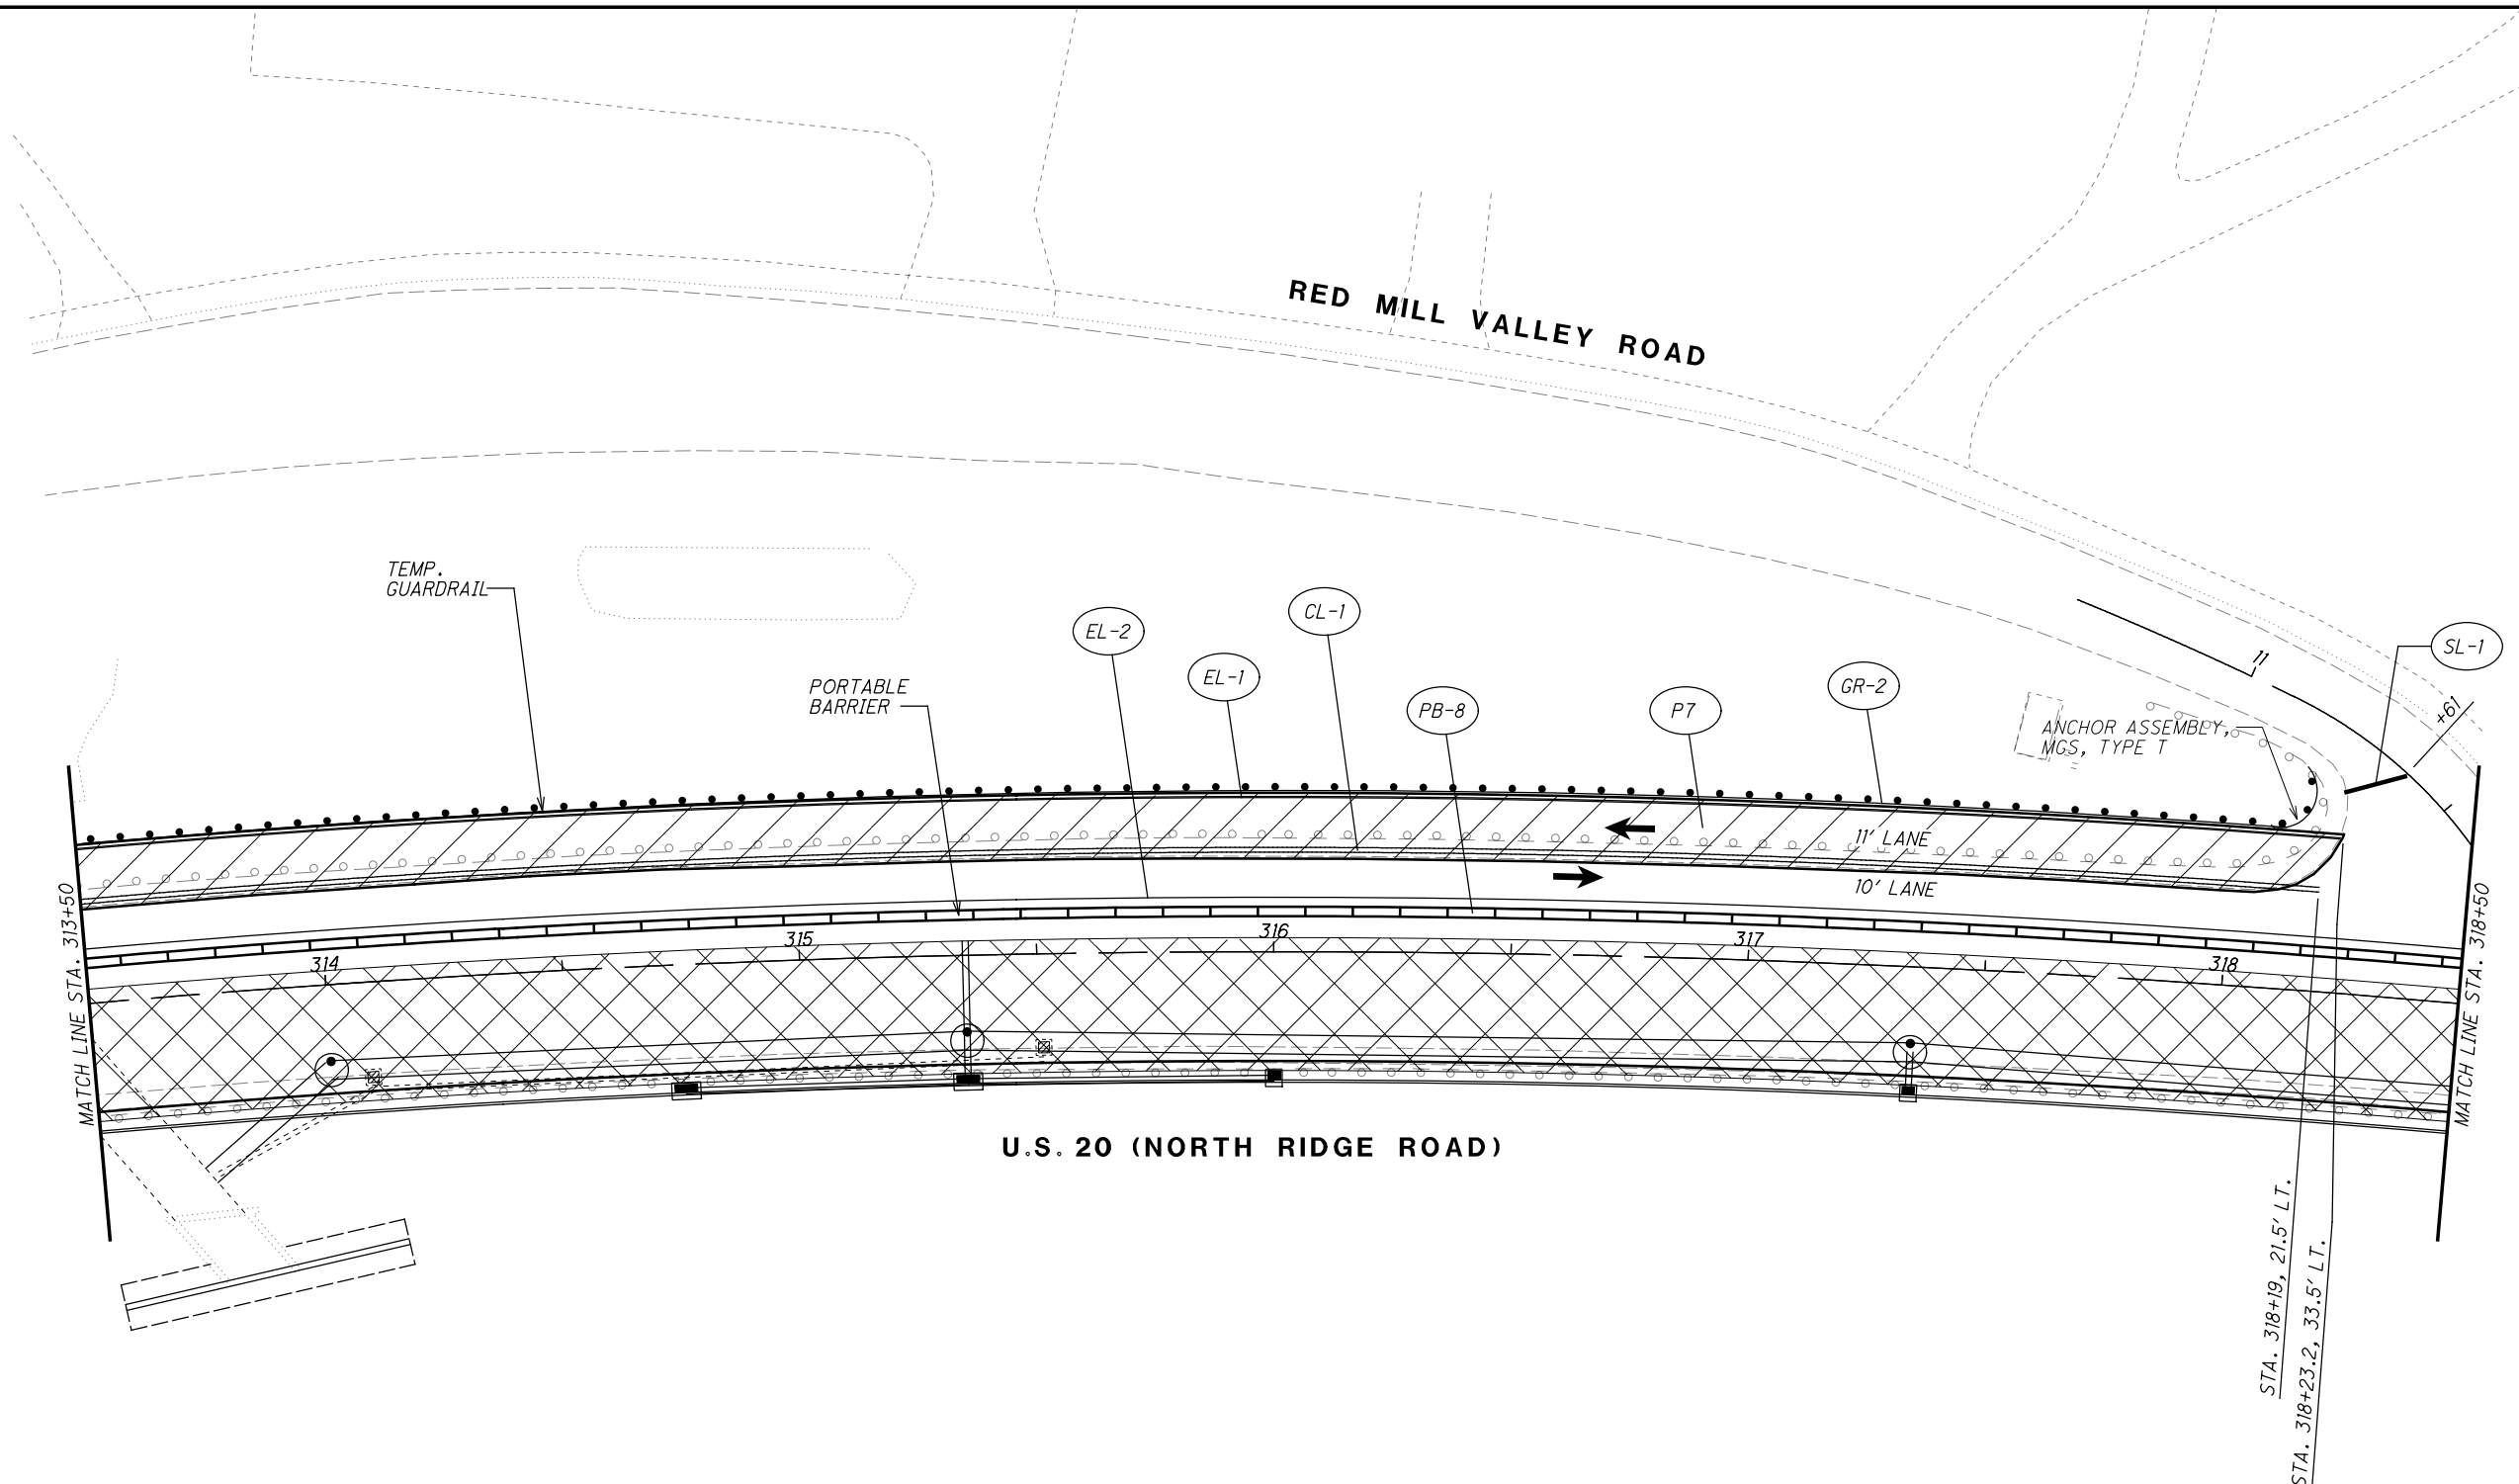 RED MILL VALLEY ROAD
TEMP.
GUARDRAIL
CL-1
EL-2
SL-1
11
EL-1
GR-2
PORTABLE
BARRIER
PB-8
P7
+61
ANCHOR ASSEMBLY,
MGS, TYPE T
11' LANE
10' LANE
MATCH LINE STA. 313+50
314
315
316
317
318
MATCH LINE STA. 318+50
U.S. 20 (NORTH RIDGE ROAD)
STA. 318+19, 21.5' LT.
STA. 318+23.2, 33.5' LT.